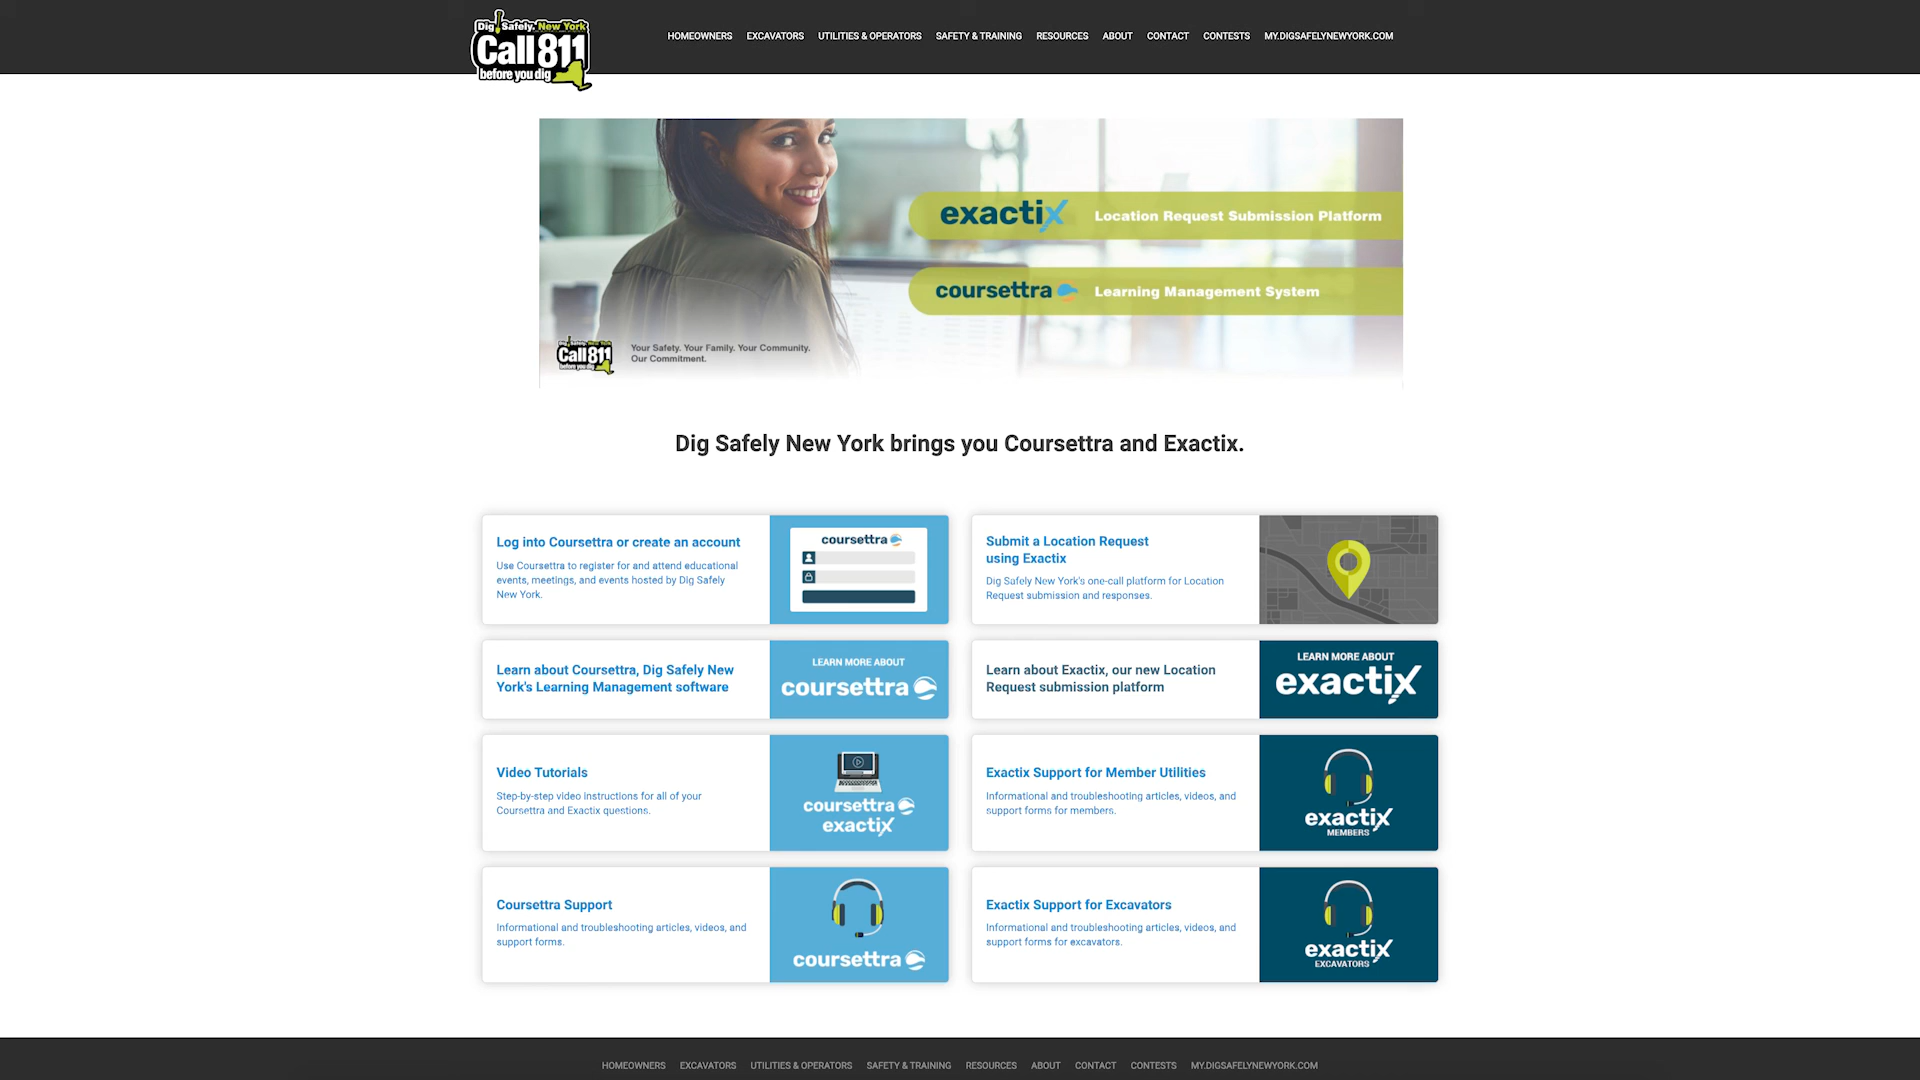 Dig Safely. New York
Call 811
before you dig
HOMEOWNERS EXCAVATORS UTILITIES & OPERATORS SAFETY & TRAINING RESOURCES ABOUT CONTACT CONTESTS MY.DIGSAFELYNEWYORK.COM
exactix Location Request Submission Platform
coursettra Learning Management System
Dig Safely. New York
Call 811
before you dig
Your Safety. Your Family. Your Community.
Our Commitment.
Dig Safely New York brings you Coursettra and Exactix.
Log into Coursettra or create an account
Use Coursettra to register for and attend educational
events, meetings, and events hosted by Dig Safely
New York.
coursettra
Submit a Location Request
using Exactix
Dig Safely New York's one-call platform for Location
Request submission and responses.
Learn about Coursettra, Dig Safely New
York's Learning Management software
LEARN MORE ABOUT
coursettra
Learn about Exactix, our new Location
Request submission platform
LEARN MORE ABOUT
exactix
Video Tutorials
Step-by-step video instructions for all of your
Coursettra and Exactix questions.
coursettra
exactix
Exactix Support for Member Utilities
Informational and troubleshooting articles, videos, and
support forms for members.
exactix
MEMBERS
Coursettra Support
Informational and troubleshooting articles, videos, and
support forms.
coursettra
Exactix Support for Excavators
Informational and troubleshooting articles, videos, and
support forms for excavators.
exactix
EXCAVATORS
HOMEOWNERS EXCAVATORS UTILITIES & OPERATORS SAFETY & TRAINING RESOURCES ABOUT CONTACT CONTESTS MY.DIGSAFELYNEWYORK.COM